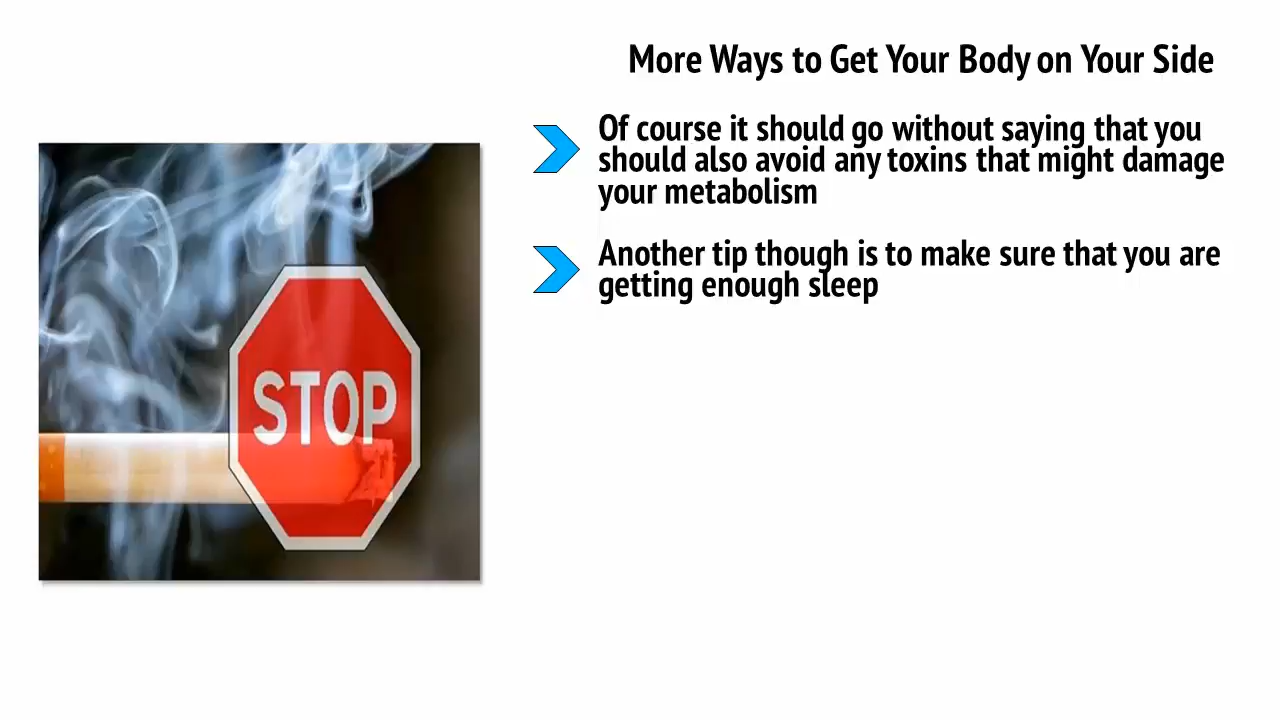 More Ways to Get Your Body on Your Side
Of course it should go without saying that you
should also avoid any toxins that might damage
your metabolism
Another tip though is to make sure that you are
getting enough sleep
STOP